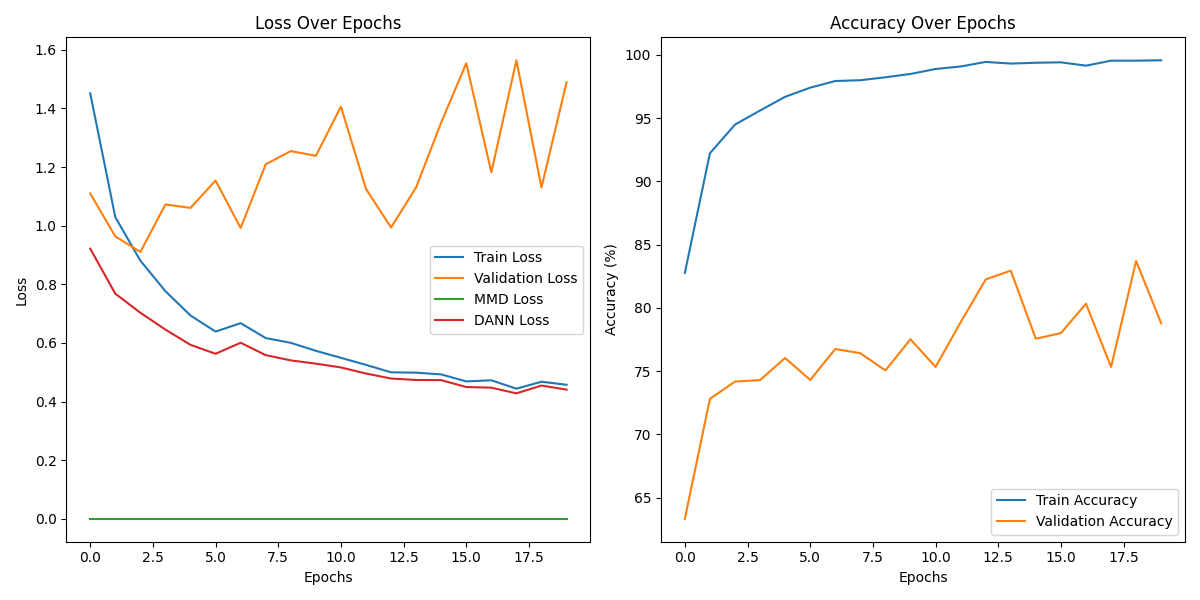 Loss Over Epochs
1.6
1.4
1.2
1.0
0.8
0.6
0.4
0.2
0.0
Loss
Train Loss
Validation Loss
MMD Loss
DANN Loss
0.0 2.5 5.0 7.5 10.0 12.5 15.0 17.5
Epochs
Accuracy Over Epochs
100
95
90
85
80
75
70
65
Accuracy (%)
Train Accuracy
Validation Accuracy
0.0 2.5 5.0 7.5 10.0 12.5 15.0 17.5
Epochs